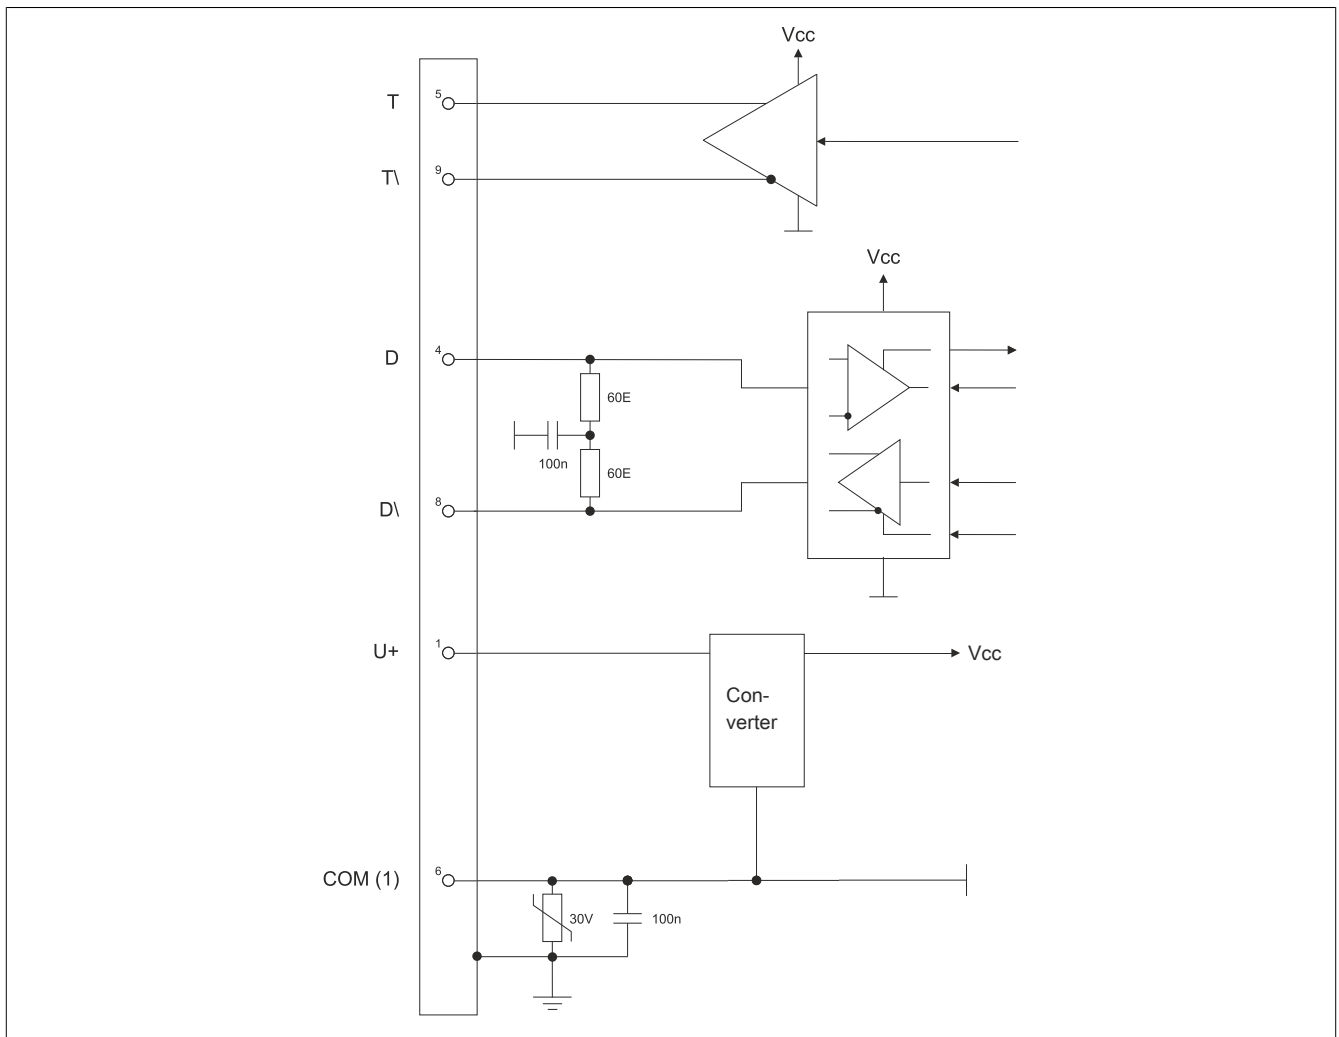 Vcc
T 5
T\ 9
Vcc
D 4
60E
100n
60E
D\ 8
U+ 1
Vcc
Con-
verter
COM (1) 6
30V 100n